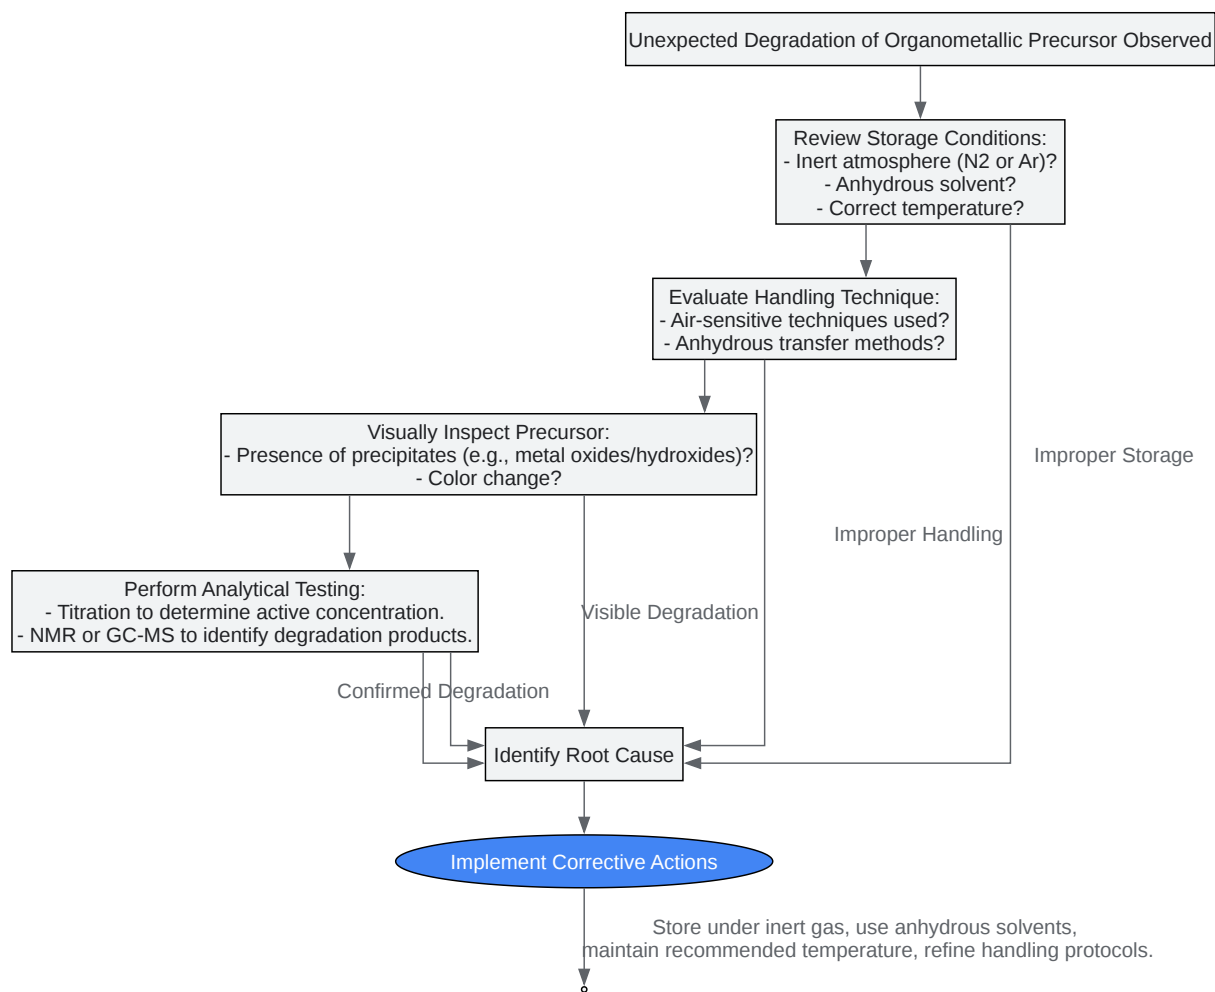 Unexpected Degradation of Organometallic Precursor Observed
Review Storage Conditions:
- Inert atmosphere (N2 or Ar)?
- Anhydrous solvent?
- Correct temperature?
Evaluate Handling Technique:
- Air-sensitive techniques used?
- Anhydrous transfer methods?
Visually Inspect Precursor:
- Presence of precipitates (e.g., metal oxides/hydroxides)?
- Color change?
Improper Storage
Improper Handling
Perform Analytical Testing:
- Titration to determine active concentration.
- NMR or GC-MS to identify degradation products.
Visible Degradation
Confirmed Degradation
Identify Root Cause
Implement Corrective Actions
Store under inert gas, use anhydrous solvents,
maintain recommended temperature, refine handling protocols.